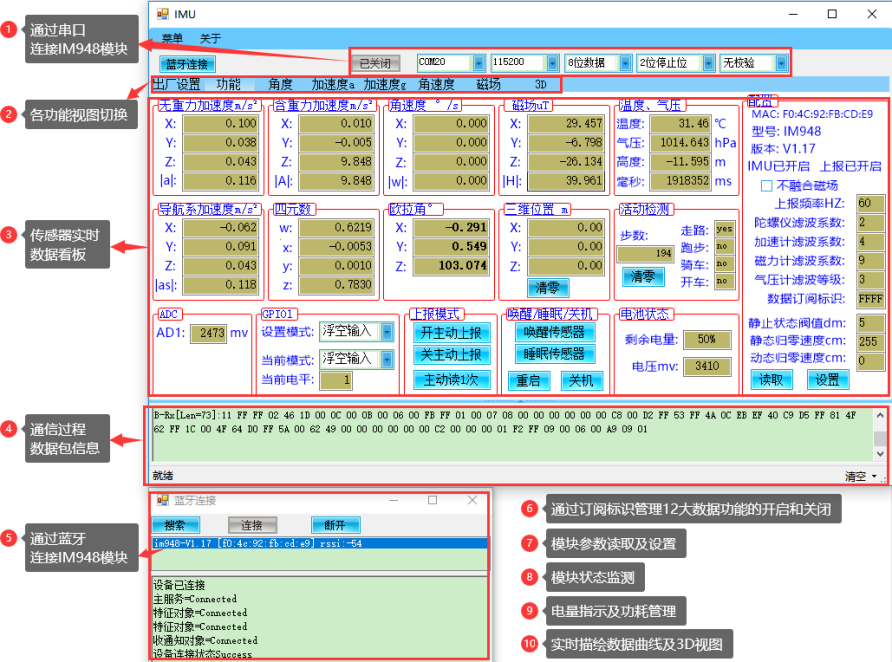 IMU
菜单 关于
1 通过串口
连接IM948模块
蓝牙连接 已关闭 COM20 115200 8位数据 2位停止位 无校验
出厂设置 功能 角度 加速度a 加速度g 角速度 磁场 3D
2 各功能视图切换
无重力加速度m/s² 含重力加速度m/s² 角速度 °/s 磁场uT 温度、气压 配置
X: 0.100 X: 0.010 X: 0.000 X: 29.457 温度: 31.46 ℃
Y: 0.038 Y: -0.005 Y: 0.000 Y: -6.798 气压: 1014.643 hPa
Z: 0.043 Z: 9.848 Z: 0.000 Z: -26.134 高度: -11.595 m
|a|: 0.116 |A|: 9.848 |w|: 0.000 |H|: 39.961 毫秒: 1918352 ms
MAC: F0:4C:92:FB:CD:E9
型号: IM948
版本: V1.17
IMU已开启 上报已开启
不融合磁场
上报频率HZ: 60
陀螺仪滤波系数: 2
加速计滤波系数: 4
磁力计滤波系数: 9
气压计滤波等级: 3
数据订阅标识: FFFF
静止状态阀值dm: 5
静态归零速度cm: 255
动态归零速度cm: 0
读取 设置
3 传感器实时
数据看板
导航系加速度m/s² 四元数 欧拉角° 三维位置 m 活动检测
X: -0.062 w: 0.6219 X: -0.291 X: 0.00 步数: 走路: yes
Y: 0.091 x: -0.0053 Y: 0.549 Y: 0.00 194 跑步: no
Z: 0.043 y: 0.0010 Z: 103.074 Z: 0.00 清零 骑车: no
|as|: 0.118 z: 0.7830 清零 开车: no
ADC GPIO1 上报模式 唤醒/睡眠/关机 电池状态
AD1: 2473 mv 设置模式: 浮空输入 开主动上报 唤醒传感器 剩余电量: 50%
当前模式: 浮空输入 关主动上报 睡眠传感器 电压mv: 3410
当前电平: 1 主动读1次 重启 关机
4 通信过程
数据包信息
B-Rx[Len=73]:11 FF FF 02 46 1D 00 0C 00 0B 00 06 00 FB FF 01 00 07 08 00 00 00 00 00 00 C8 00 D2 FF 53 FF 4A 0C EB EF 40 C9 D5 FF 81 4F
62 FF 1C 00 4F 64 D0 FF 5A 00 62 49 00 00 00 00 00 00 C2 00 00 00 01 F2 FF 09 00 06 00 A9 09 01
就绪 清空
5 通过蓝牙
连接IM948模块
蓝牙连接
搜索 连接 断开
im948-V1.17 [f0:4c:92:fb:cd:e9] rssi:-54
设备已连接
主服务=Connected
特征对象=Connected
特征对象=Connected
收通知对象=Connected
设备连接状态Success
6 通过订阅标识管理12大数据功能的开启和关闭
7 模块参数读取及设置
8 模块状态监测
9 电量指示及功耗管理
10 实时描绘数据曲线及3D视图